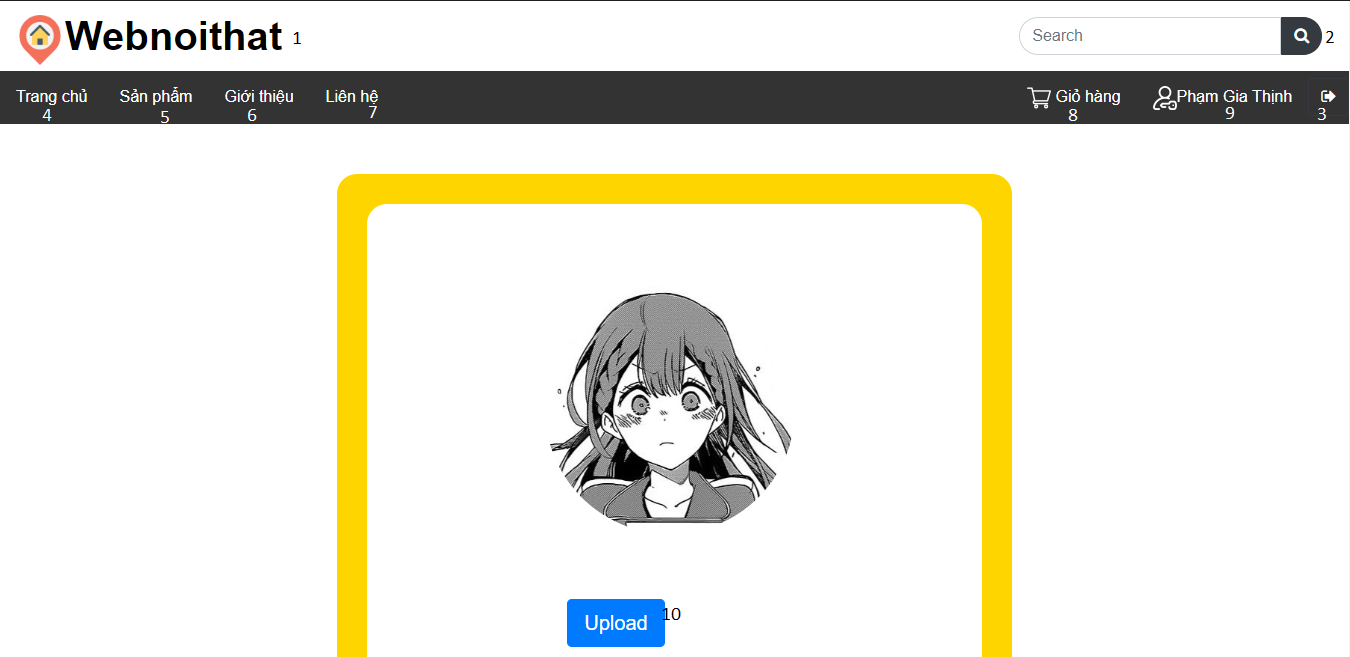 Webnoithat 1
Search 2
Trang chủ Sản phẩm Giới thiệu Liên hệ Giỏ hàng Phạm Gia Thịnh
4 5 6 7 8 9 3
Upload 10